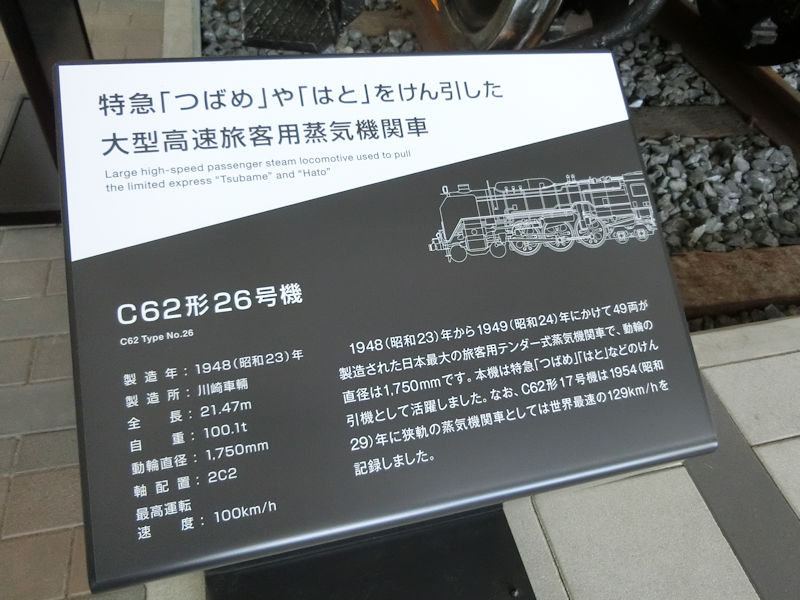 特急「つばめ」や「はと」をけん引した
大型高速旅客用蒸気機関車
Large high-speed passenger steam locomotive used to pull
the limited express “Tsubame” and “Hato”
C62形26号機
C62 Type No.26
製造年：1948(昭和23)年
製造所：川崎車輛
全長：21.47m
自重：100.1t
動輪直径：1,750mm
軸配置：2C2
最高運転
速度：100km/h
1948(昭和23)年から1949(昭和24)年にかけて49両が
製造された日本最大の旅客用テンダー式蒸気機関車で、動輪の
直径は1,750mmです。本機は特急「つばめ」「はと」などのけん
引機として活躍しました。なお、C62形17号機は1954(昭和
29)年に狭軌の蒸気機関車としては世界最速の129km/hを
記録しました。